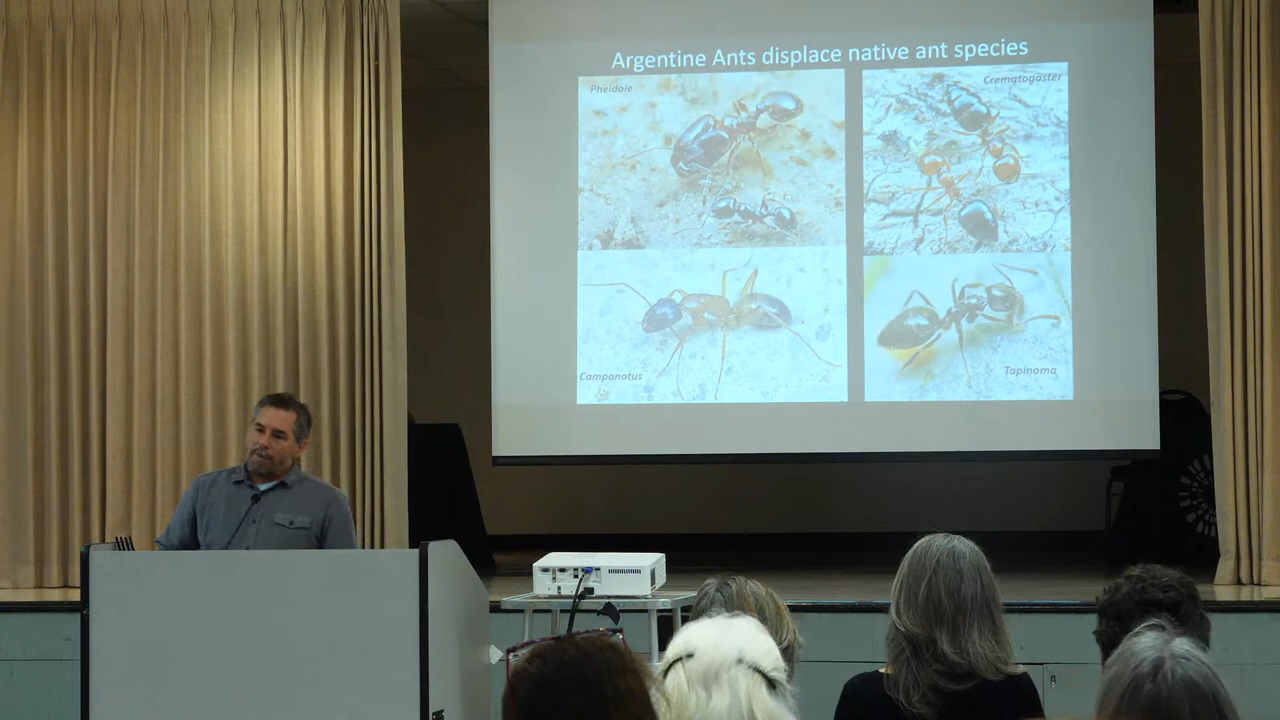 Argentine Ants displace native ant species
Pheidole
Crematogaster
Camponotus
Tapinoma